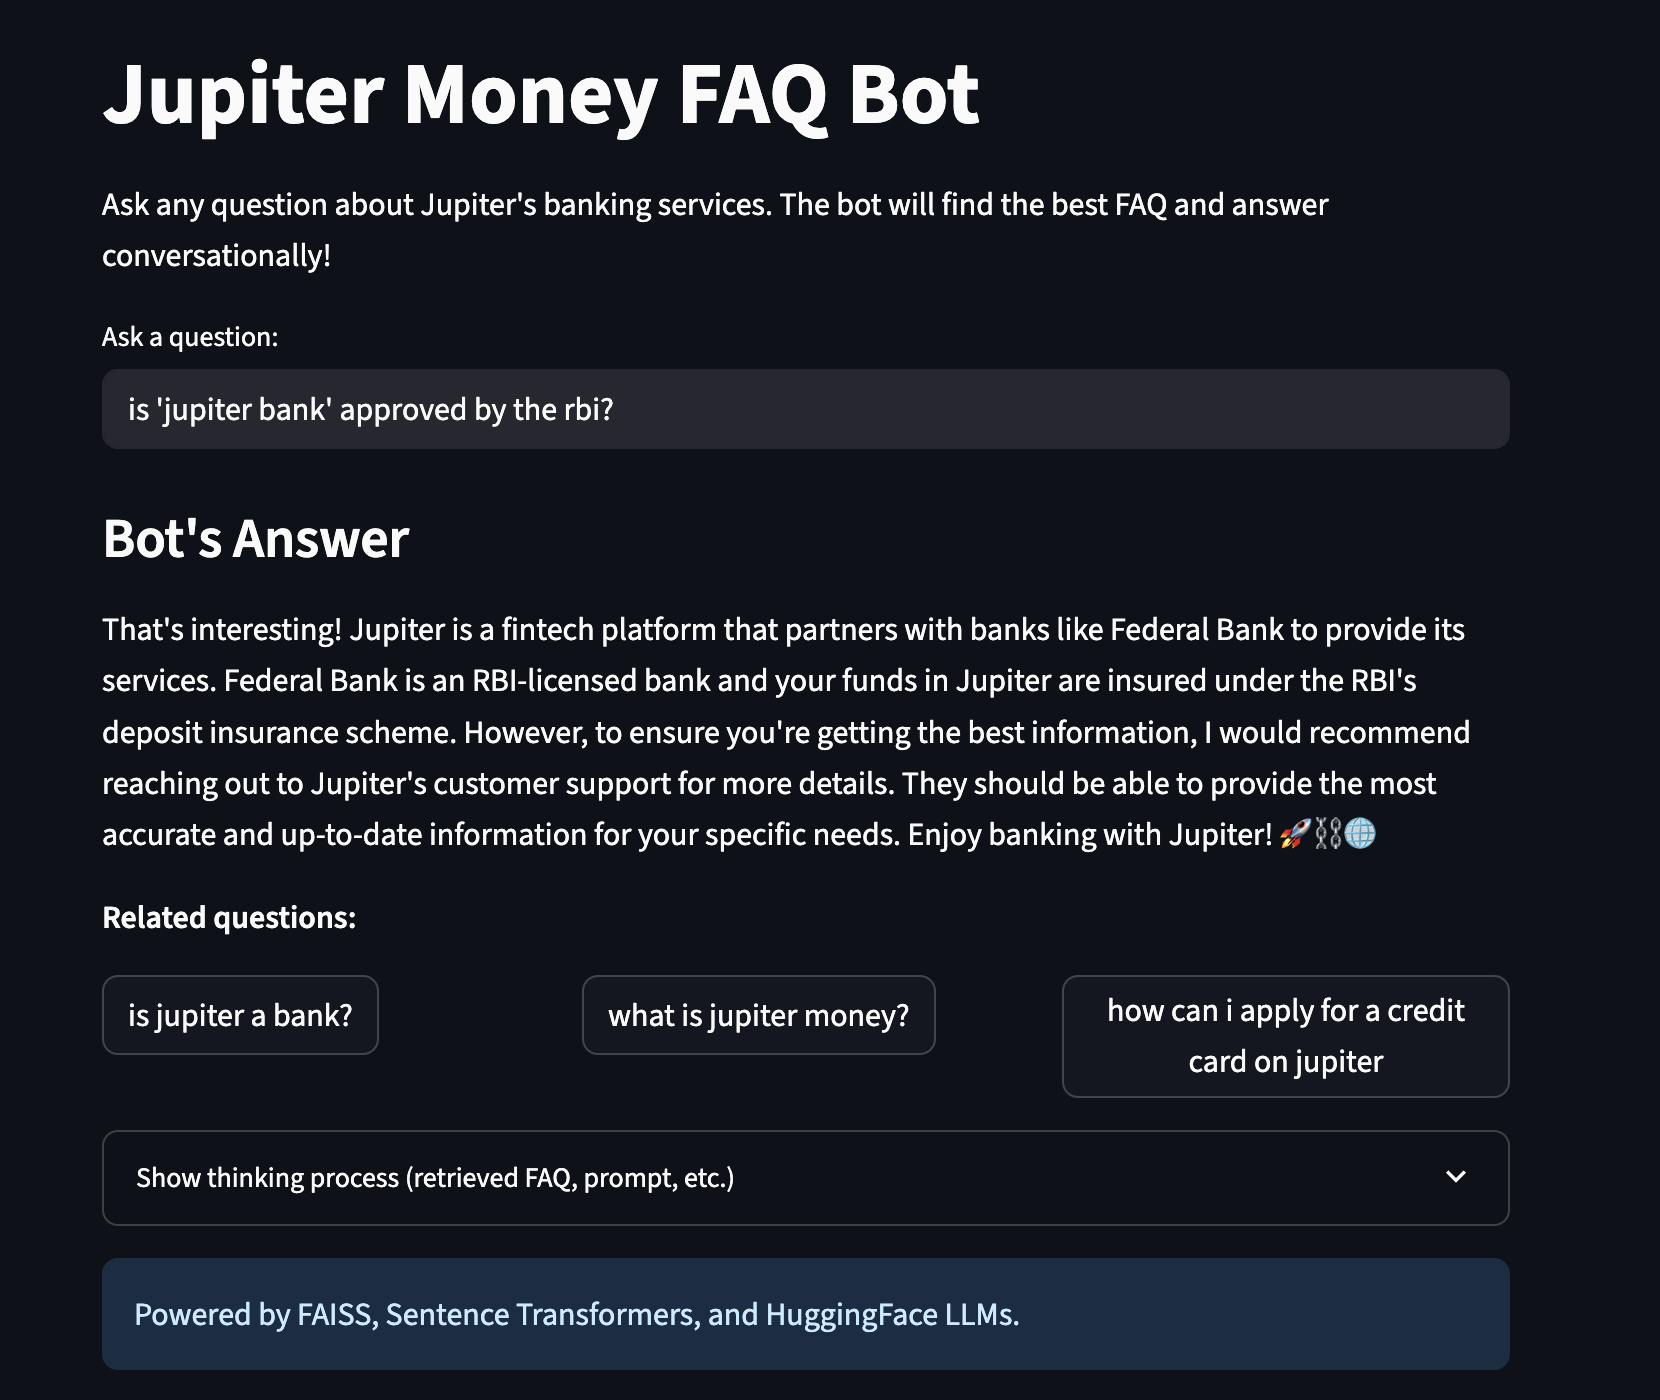 Jupiter Money FAQ Bot
Ask any question about Jupiter's banking services. The bot will find the best FAQ and answer
conversationally!
Ask a question:
is 'jupiter bank' approved by the rbi?
Bot's Answer
That's interesting! Jupiter is a fintech platform that partners with banks like Federal Bank to provide its
services. Federal Bank is an RBI-licensed bank and your funds in Jupiter are insured under the RBI's
deposit insurance scheme. However, to ensure you're getting the best information, I would recommend
reaching out to Jupiter's customer support for more details. They should be able to provide the most
accurate and up-to-date information for your specific needs. Enjoy banking with Jupiter! 🚀⛓️🌐
Related questions:
is jupiter a bank?
what is jupiter money?
how can i apply for a credit
card on jupiter
Show thinking process (retrieved FAQ, prompt, etc.)
Powered by FAISS, Sentence Transformers, and HuggingFace LLMs.